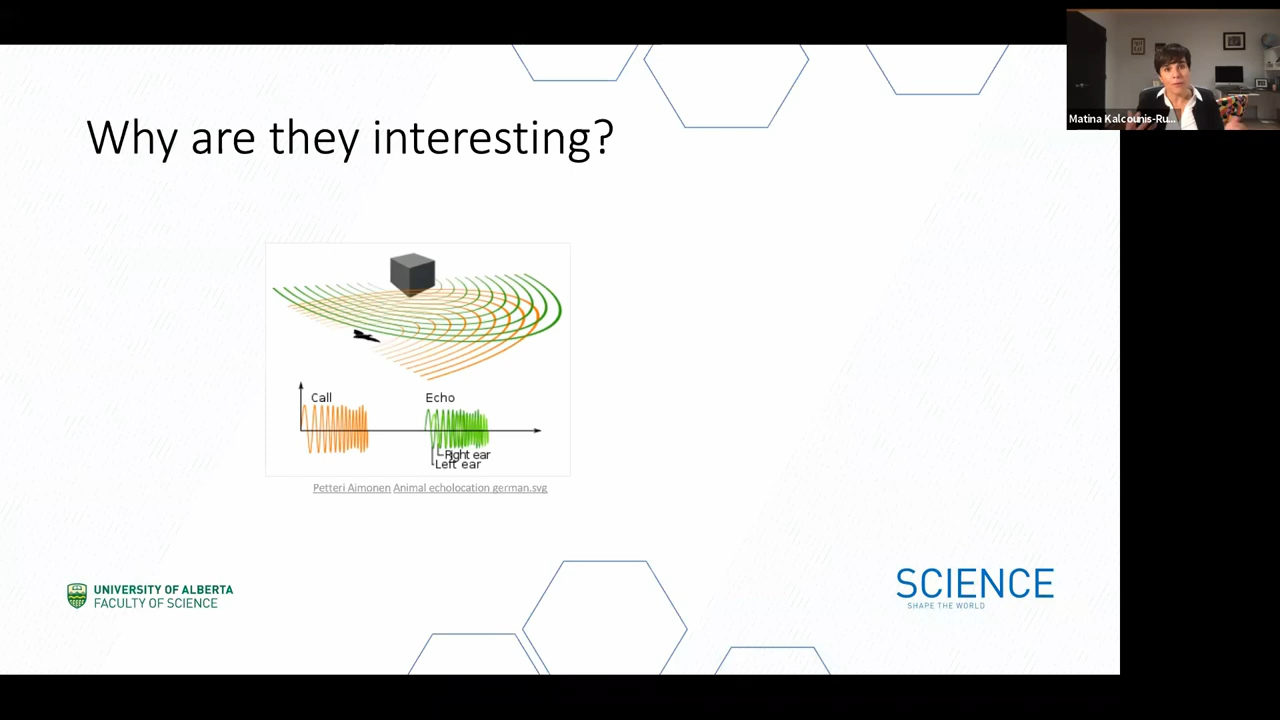 Matina Kalcounis-Ru...
Why are they interesting?
Call
Echo
Right ear
Left ear
Petteri Aimonen Animal echolocation german.svg
UNIVERSITY OF ALBERTA
FACULTY OF SCIENCE
SCIENCE
SHAPE THE WORLD